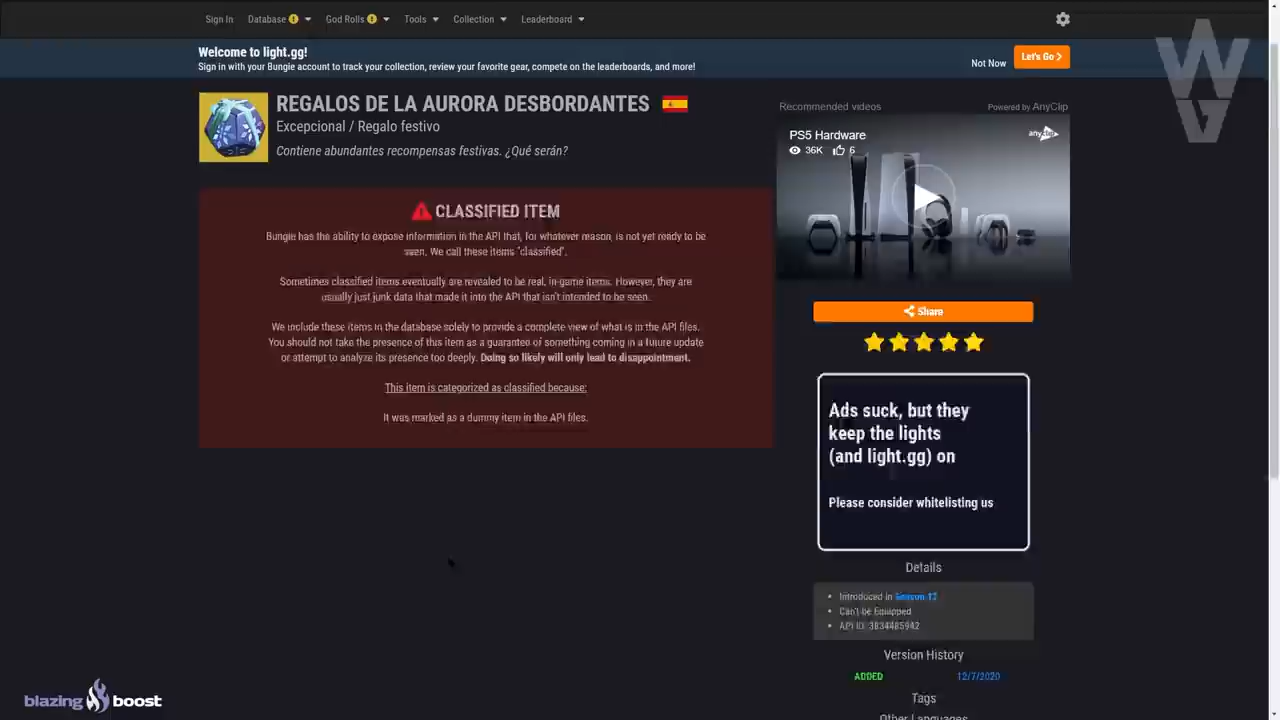 Sign In Database God Rolls Tools Collection Leaderboard
Welcome to light.gg!
Sign in with your Bungie account to track your collection, review your favorite gear, compete on the leaderboards, and more!
Not Now Let's Go
WG
REGALOS DE LA AURORA DESBORDANTES
Excepcional / Regalo festivo
Contiene abundantes recompensas festivas. ¿Qué serán?
CLASSIFIED ITEM
Bungie has the ability to expose information in the API that, for whatever reason, is not yet ready to be
seen. We call these items "classified".
Sometimes classified items eventually are revealed to be real, in-game items. However, they are
usually just junk data that made it into the API that isn't intended to be seen.
We include these items in the database solely to provide a complete view of what is in the API files.
You should not take the presence of this item as a guarantee of something coming in a future update
or attempt to analyze its presence too deeply. Doing so likely will only lead to disappointment.
This item is categorized as classified because:
It was marked as a dummy item in the API files.
Recommended videos Powered by AnyClip
PS5 Hardware
36K 6
anyclip
Share
Ads suck, but they
keep the lights
(and light.gg) on
Please consider whitelisting us
Details
Introduced in Season 12
Can't be Equipped
API ID: 3834485942
Version History
ADDED 12/7/2020
Tags
Other Languages
blazing boost